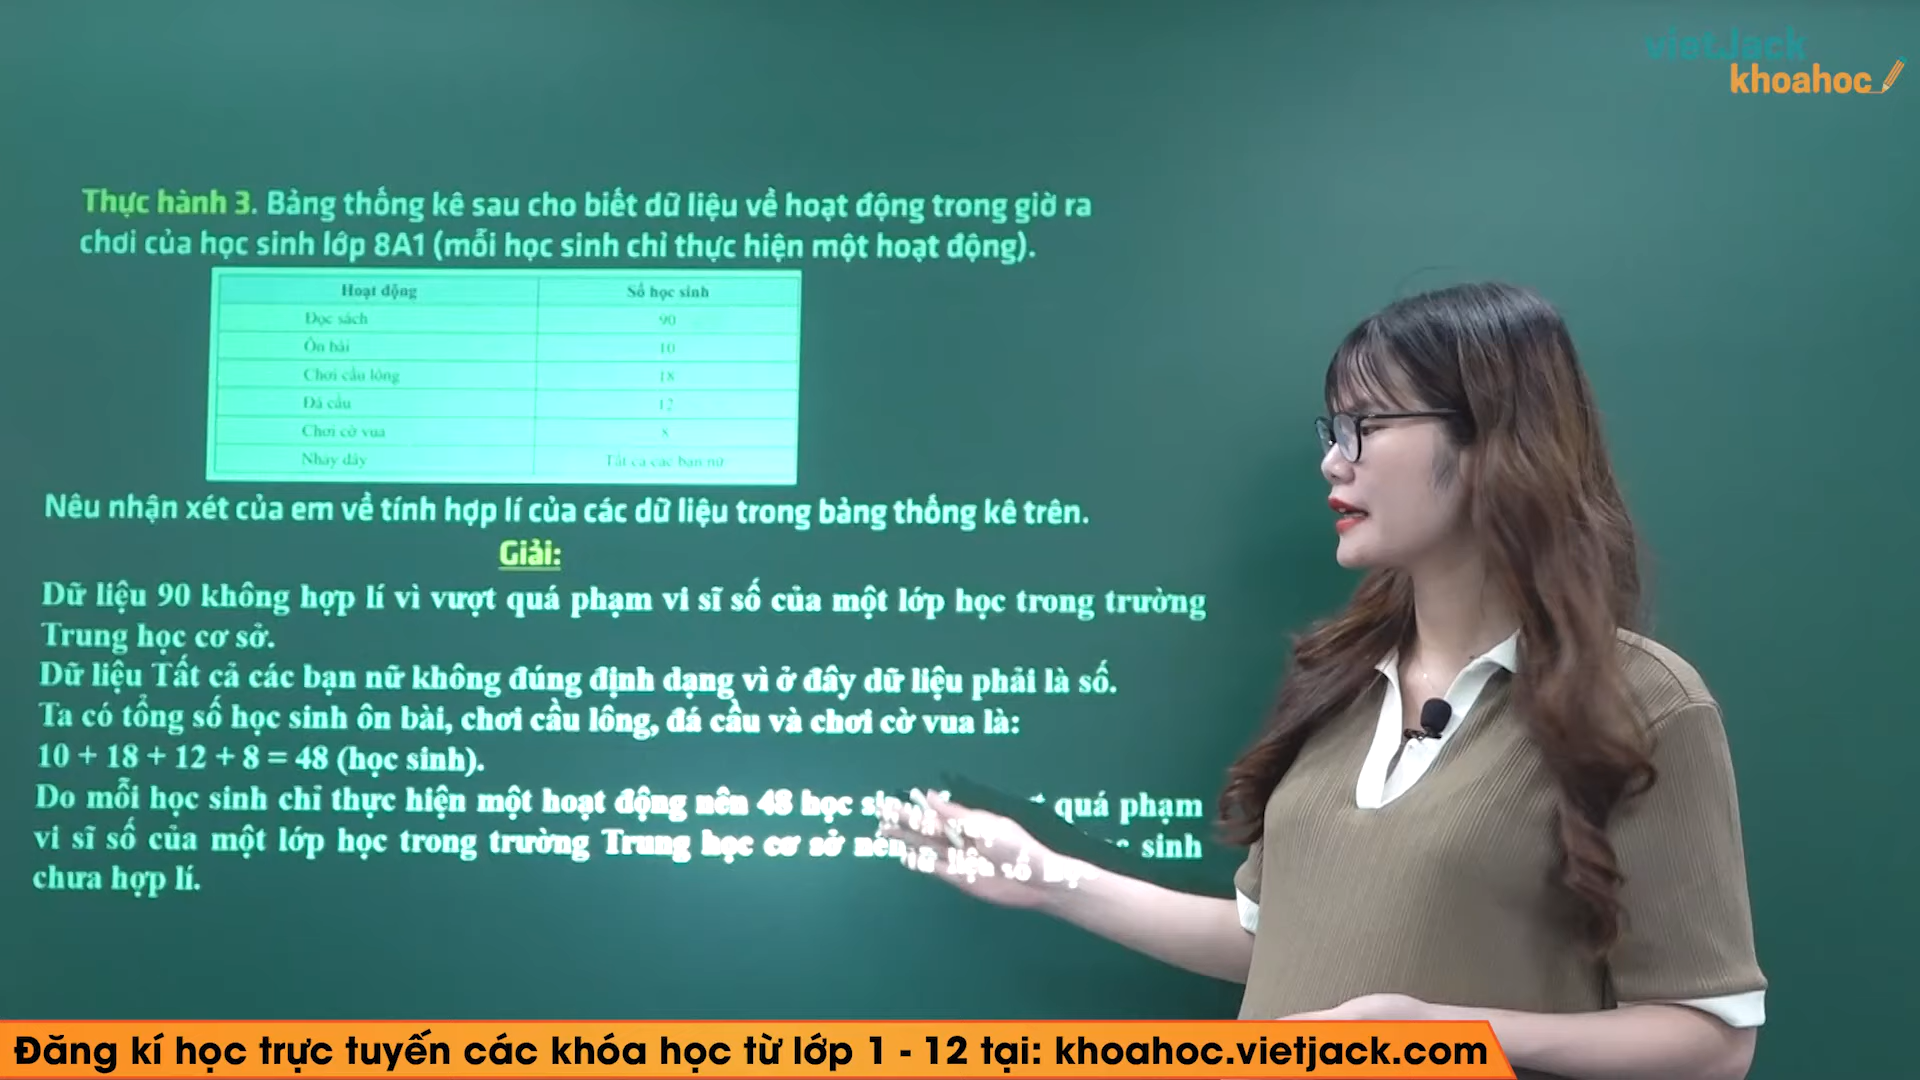 vietJack
khoahoc
Thực hành 3. Bảng thống kê sau cho biết dữ liệu về hoạt động trong giờ ra
chơi của học sinh lớp 8A1 (mỗi học sinh chỉ thực hiện một hoạt động).
Hoạt động Số học sinh
Đọc sách 90
Ôn bài 10
Chơi cầu lông 18
Đá cầu 12
Chơi cờ vua 8
Nhảy dây Tất cả các bạn nữ
Nêu nhận xét của em về tính hợp lí của các dữ liệu trong bảng thống kê trên.
Giải:
Dữ liệu 90 không hợp lí vì vượt quá phạm vi sĩ số của một lớp học trong trường
Trung học cơ sở.
Dữ liệu Tất cả các bạn nữ không đúng định dạng vì ở đây dữ liệu phải là số.
Ta có tổng số học sinh ôn bài, chơi cầu lông, đá cầu và chơi cờ vua là:
10 + 18 + 12 + 8 = 48 (học sinh).
Do mỗi học sinh chỉ thực hiện một hoạt động nên 48 học quá phạm
vi sĩ số của một lớp học trong trường Trung học cơ sở nên dữ liệu số sinh
chưa hợp lí.
Đăng kí học trực tuyến các khóa học từ lớp 1 - 12 tại: khoahoc.vietjack.com